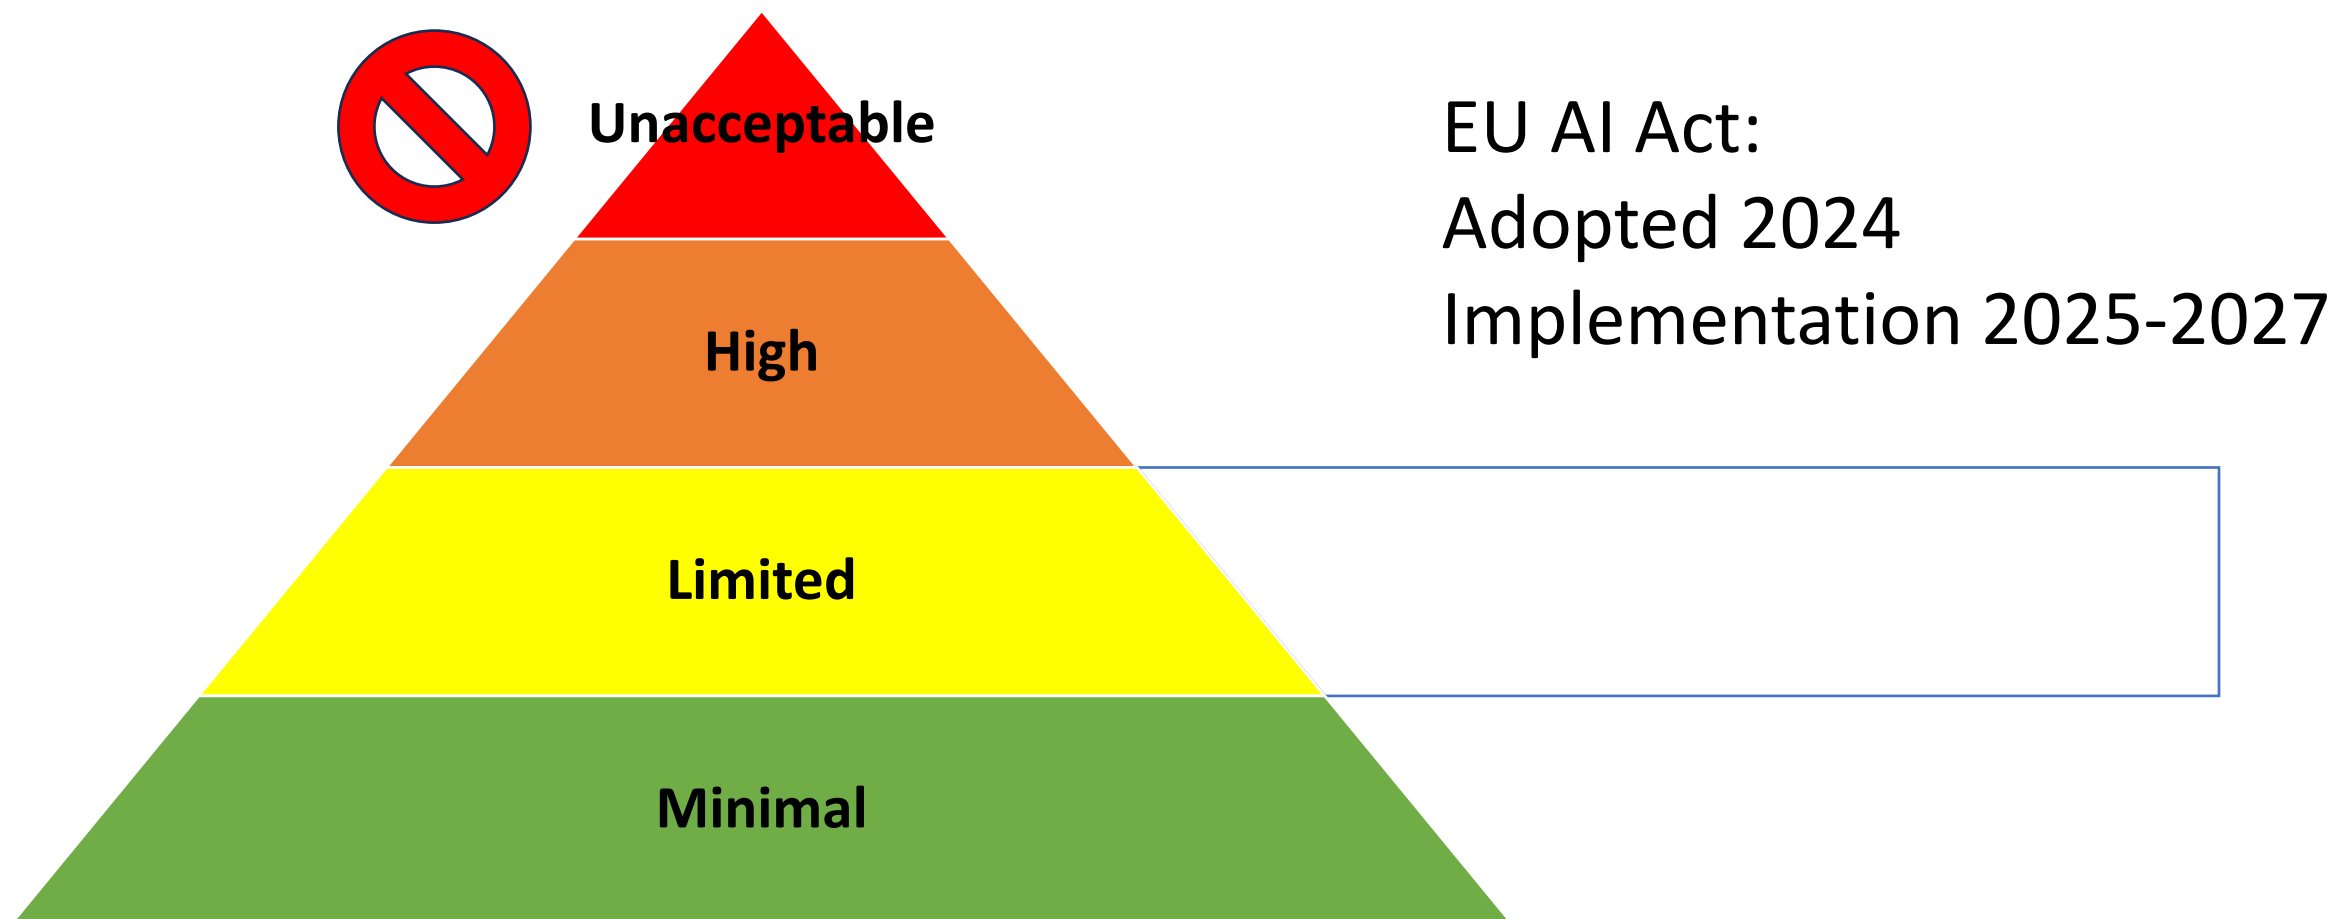 Unacceptable
High
Limited
Minimal
EU AI Act:
Adopted 2024
Implementation 2025-2027